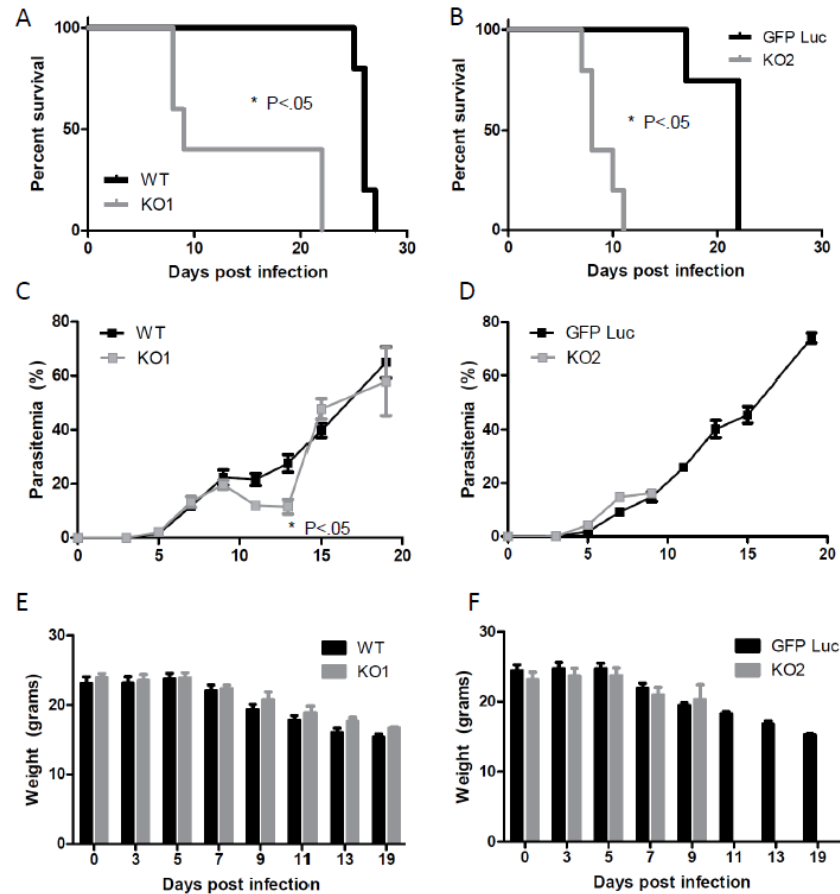 A
Percent survival
100
50
0
* P<.05
WT
KO1
0 10 20 30
Days post infection
B
Percent survival
100
50
0
GFP Luc
KO2
* P<.05
0 10 20 30
Days post infection
C
Parasitemia (%)
80
60
40
20
0
WT
KO1
* P<.05
0 5 10 15 20
D
Parasitemia (%)
80
60
40
20
0
GFP Luc
KO2
0 5 10 15 20
E
Weight (grams)
30
20
10
0
WT
KO1
0 3 5 7 9 11 13 19
Days post infection
F
Weight (grams)
30
20
10
0
GFP Luc
KO2
0 3 5 7 9 11 13 19
Days post infection